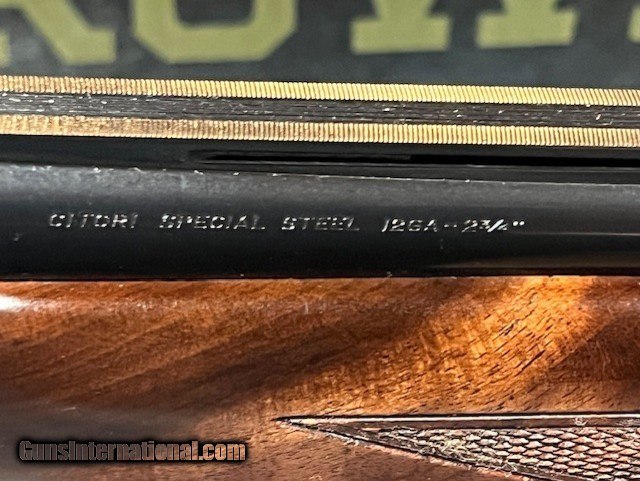 CITORI SPECIAL STEEL 12GA-2¾"
GunsInternational.com